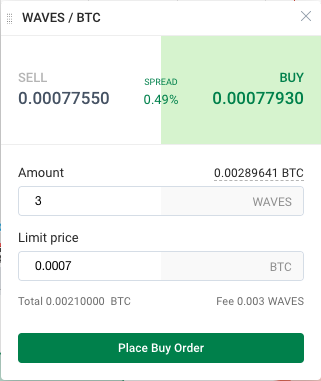 WAVES / BTC
SELL SPREAD BUY
0.00077550 0.49% 0.00077930
Amount 0.00289641 BTC
3 WAVES
Limit price
0.0007 BTC
Total 0.00210000 BTC Fee 0.003 WAVES
Place Buy Order